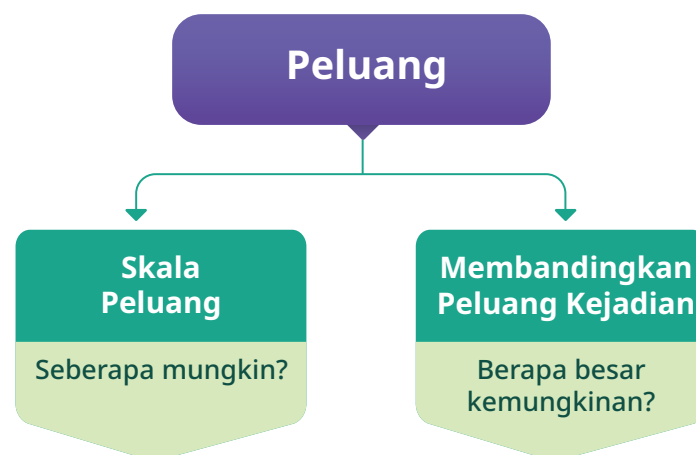 Peluang
Skala
Peluang
Seberapa mungkin?
Membandingkan
Peluang Kejadian
Berapa besar
kemungkinan?